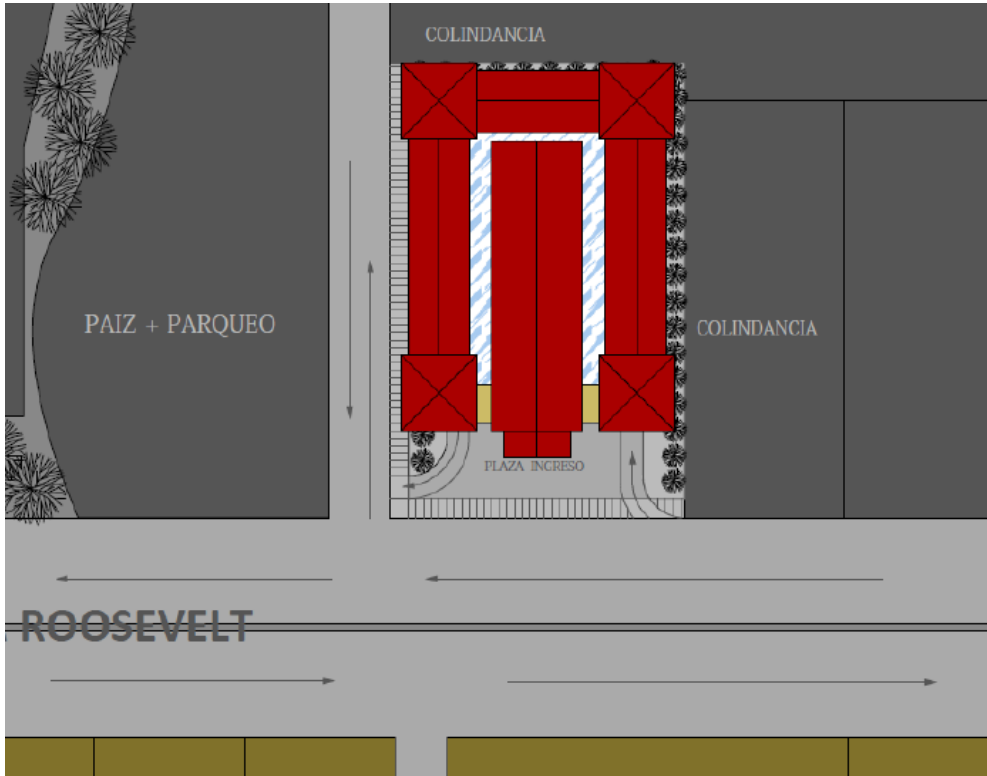 COLINDANCIA
PAIZ + PARQUEO
COLINDANCIA
PLAZA INGRESO
ROOSEVELT